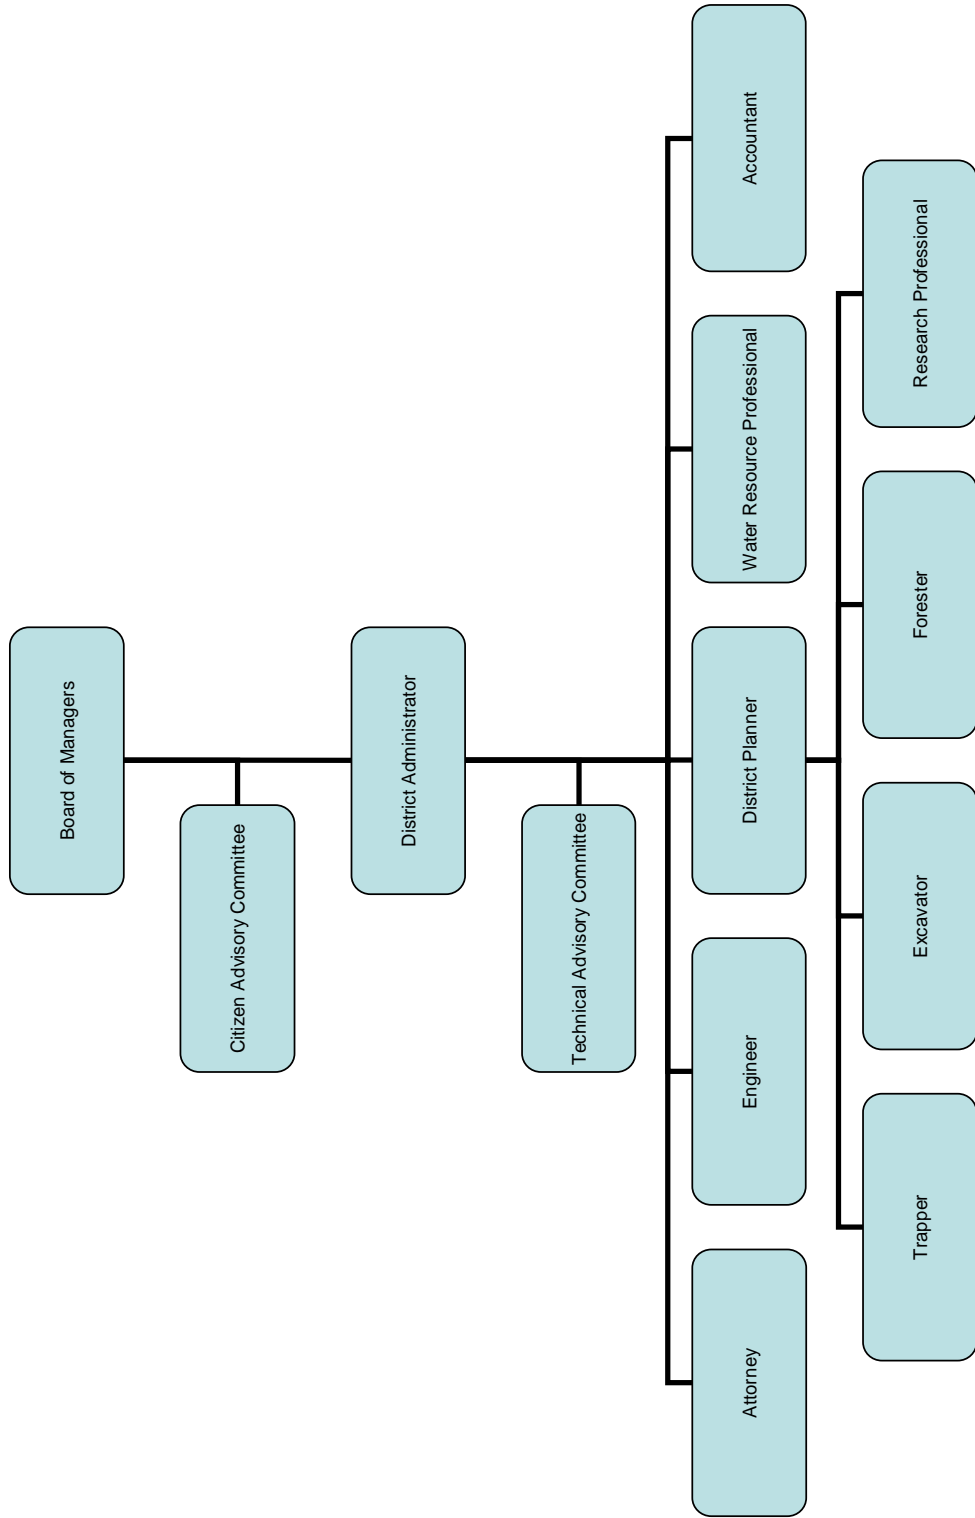 Board of Managers
Citizen Advisory Committee
District Administrator
Technical Advisory Committee
Attorney
Engineer
District Planner
Water Resource Professional
Accountant
Trapper
Excavator
Forester
Research Professional